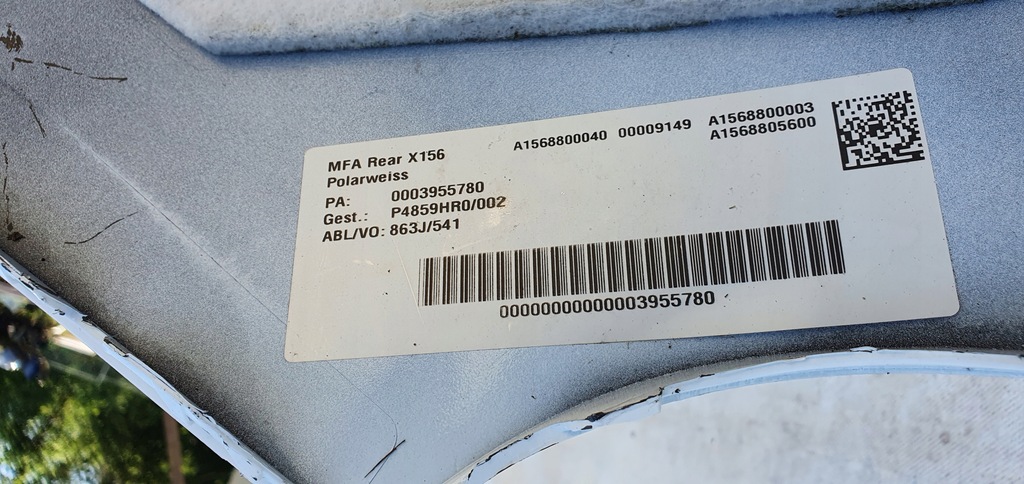 MFA Rear X156
Polarweiss
PA: 0003955780
Gest.: P4859HR0/002
ABL/VO: 863J/541
A1568800040 00009149 A1568800003
A1568805600
00000000000003955780